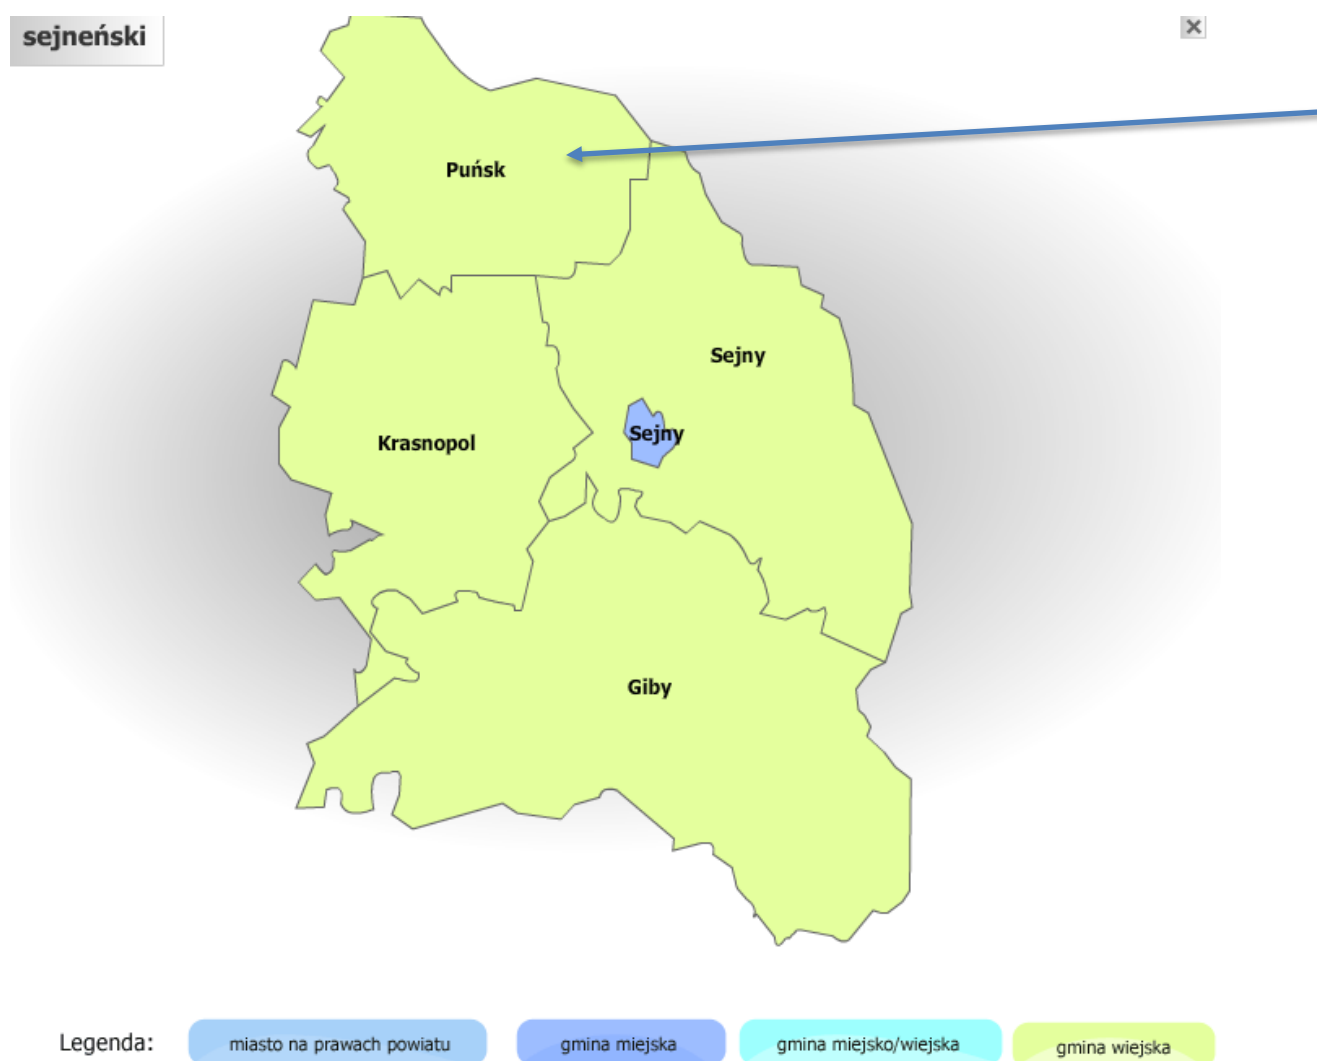 sejneński
Puńsk
Sejny
Sejny
Krasnopol
Giby
Legenda:
miasto na prawach powiatu
gmina miejska
gmina miejsko/wiejska
gmina wiejska